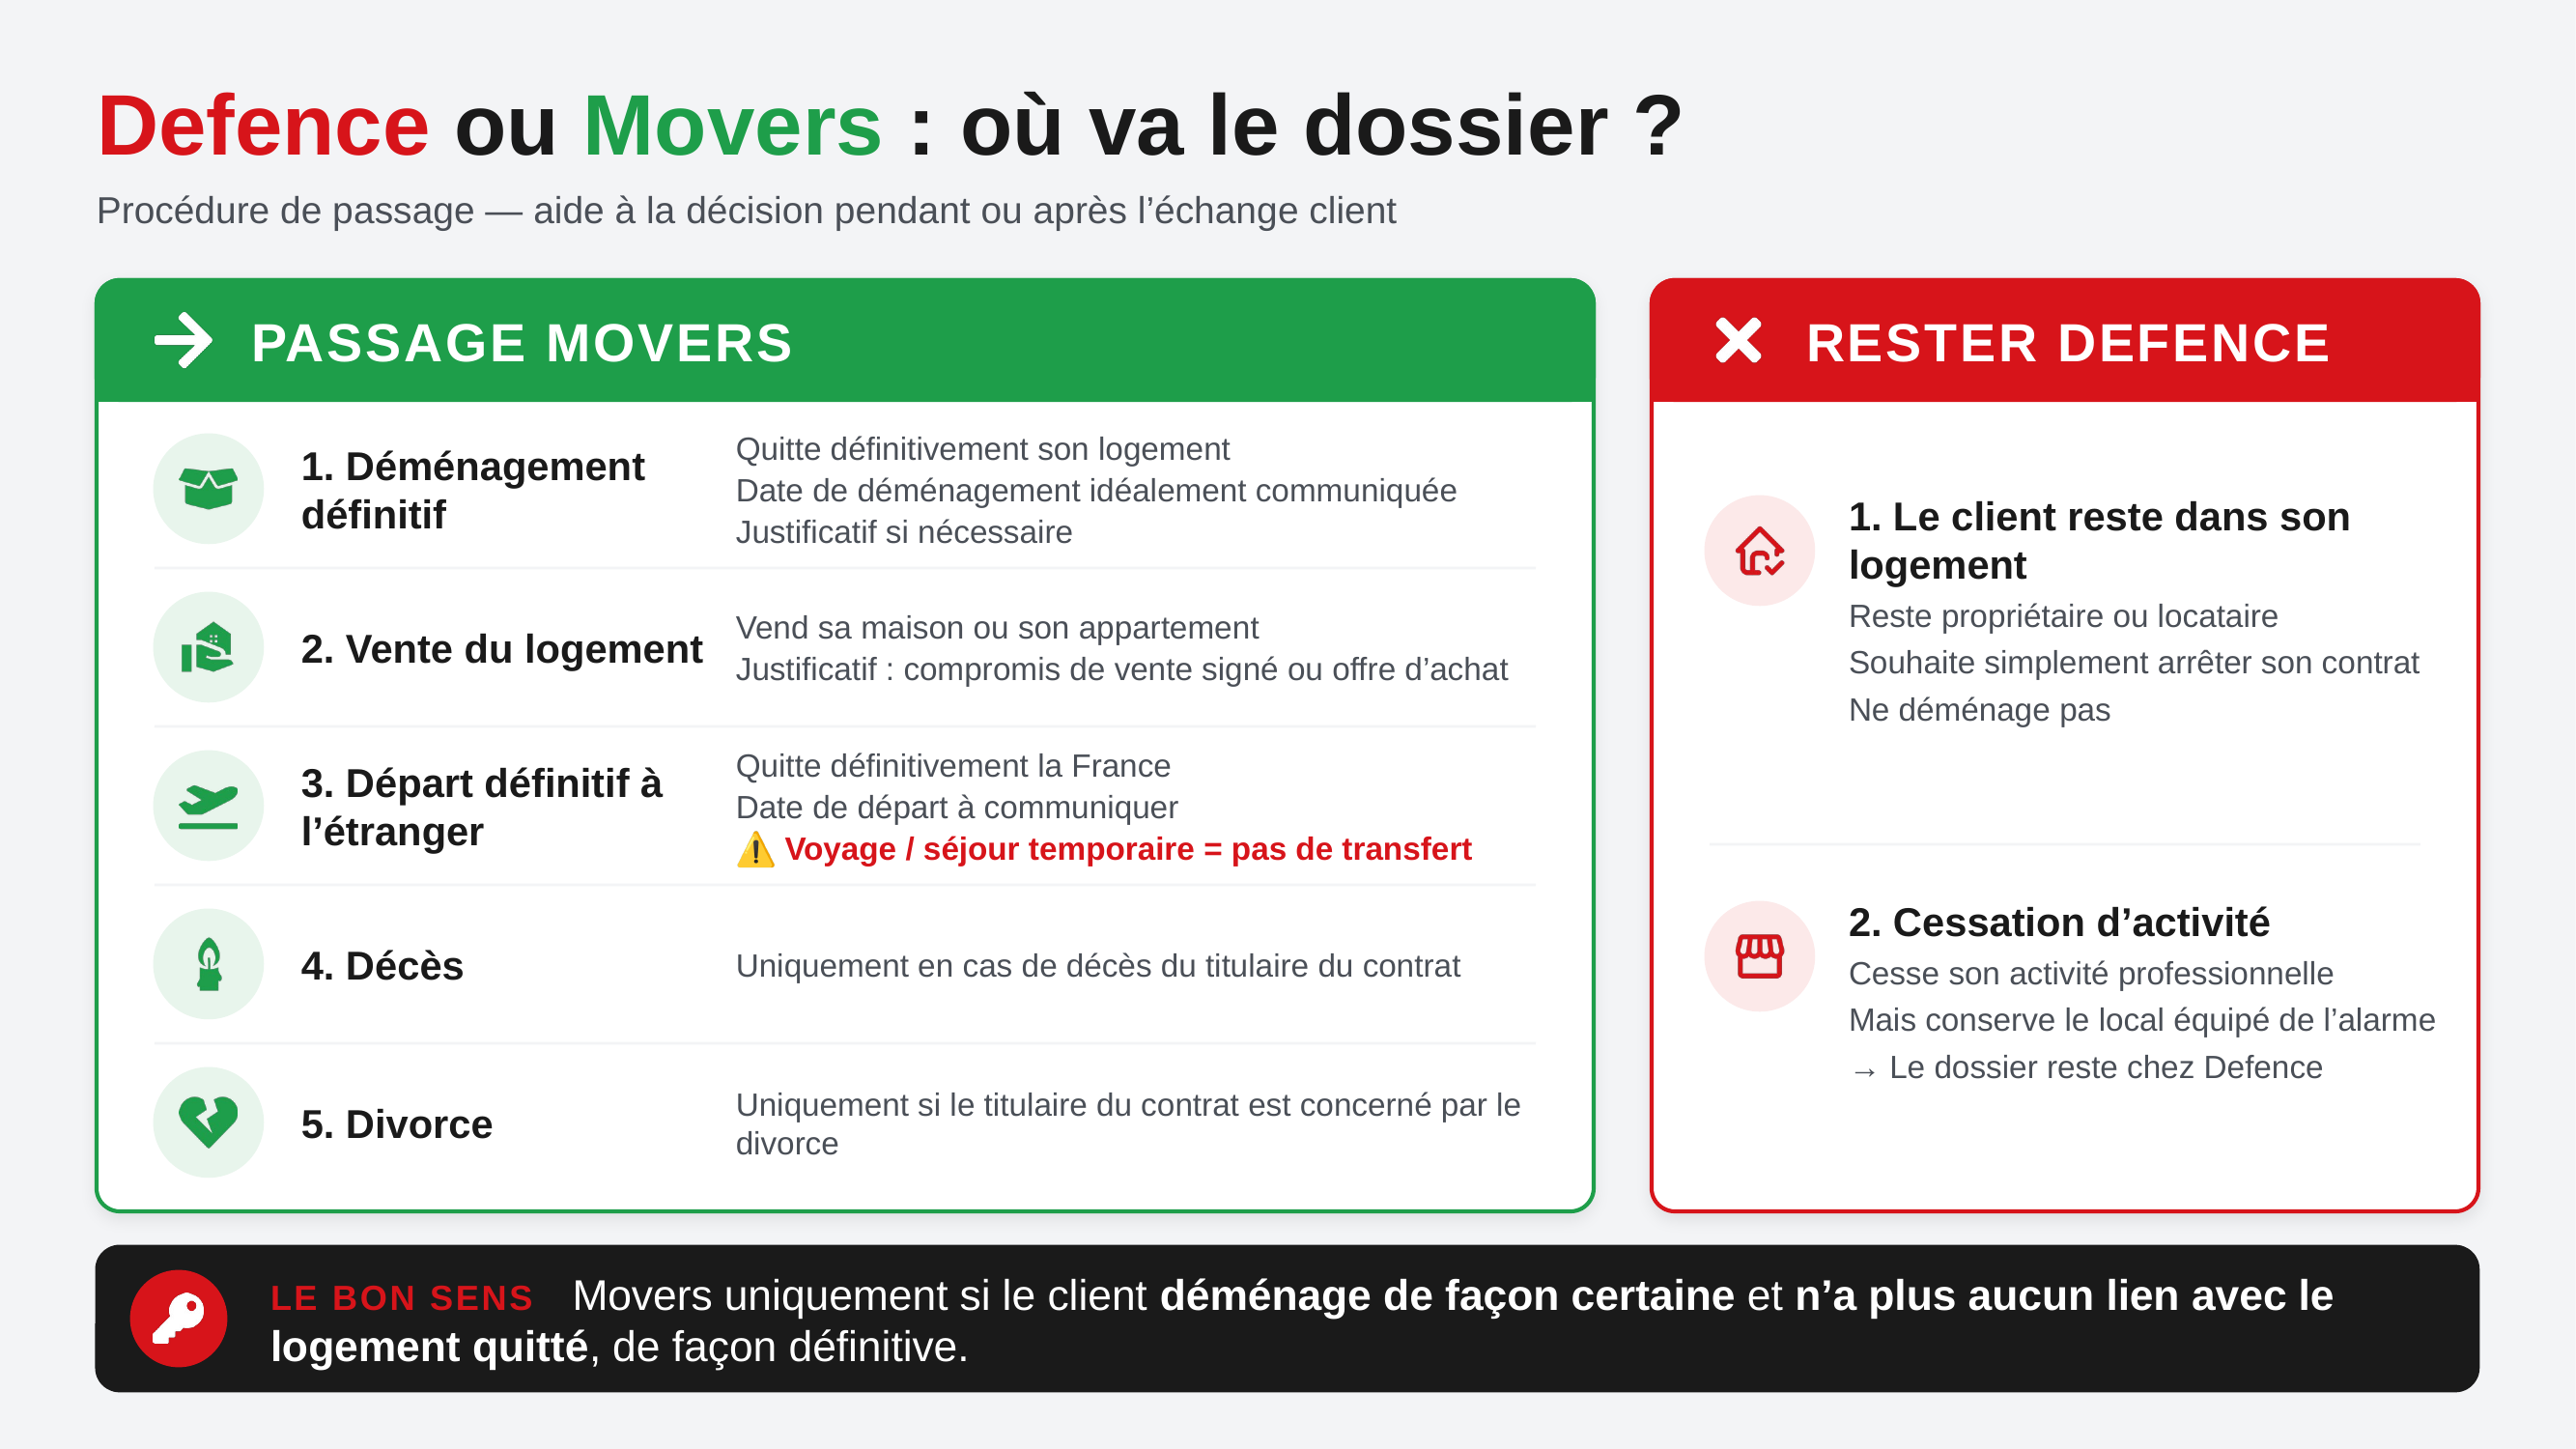 Defence ou Movers : où va le dossier ?
Procédure de passage — aide à la décision pendant ou après l’échange client
PASSAGE MOVERS
1. Déménagement
définitif
Quitte définitivement son logement
Date de déménagement idéalement communiquée
Justificatif si nécessaire
2. Vente du logement
Vend sa maison ou son appartement
Justificatif : compromis de vente signé ou offre d’achat
3. Départ définitif à
l’étranger
Quitte définitivement la France
Date de départ à communiquer
⚠️ Voyage / séjour temporaire = pas de transfert
4. Décès
Uniquement en cas de décès du titulaire du contrat
5. Divorce
Uniquement si le titulaire du contrat est concerné par le
divorce
RESTER DEFENCE
1. Le client reste dans son
logement
Reste propriétaire ou locataire
Souhaite simplement arrêter son contrat
Ne déménage pas
2. Cessation d’activité
Cesse son activité professionnelle
Mais conserve le local équipé de l’alarme
→ Le dossier reste chez Defence
LE BON SENS Movers uniquement si le client déménage de façon certaine et n’a plus aucun lien avec le
logement quitté, de façon définitive.